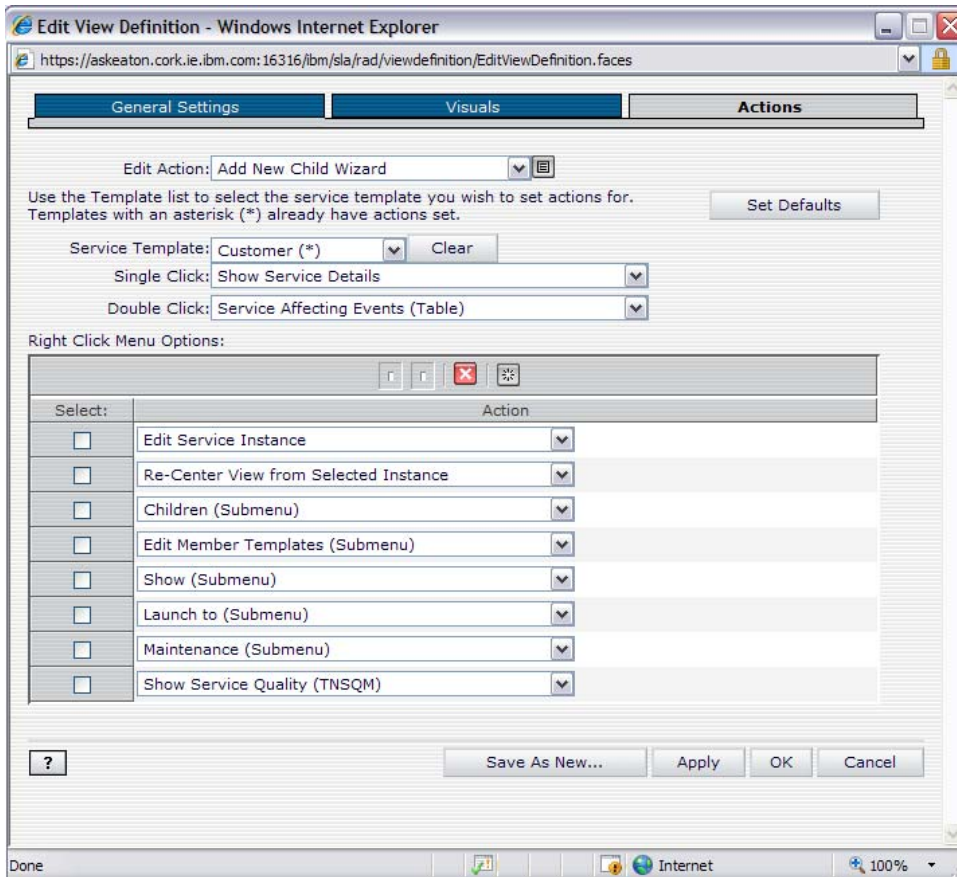 Edit View Definition - Windows Internet Explorer
https://askeaton.cork.ie.ibm.com:16316/ibm/sla/rad/viewdefinition/EditViewDefinition.faces
General Settings Visuals Actions
Edit Action: Add New Child Wizard
Use the Template list to select the service template you wish to set actions for.
Templates with an asterisk (*) already have actions set.
Set Defaults
Service Template: Customer (*) Clear
Single Click: Show Service Details
Double Click: Service Affecting Events (Table)
Right Click Menu Options:
Select: Action
Edit Service Instance
Re-Center View from Selected Instance
Children (Submenu)
Edit Member Templates (Submenu)
Show (Submenu)
Launch to (Submenu)
Maintenance (Submenu)
Show Service Quality (TNSQM)
? Save As New... Apply OK Cancel
Done Internet 100%